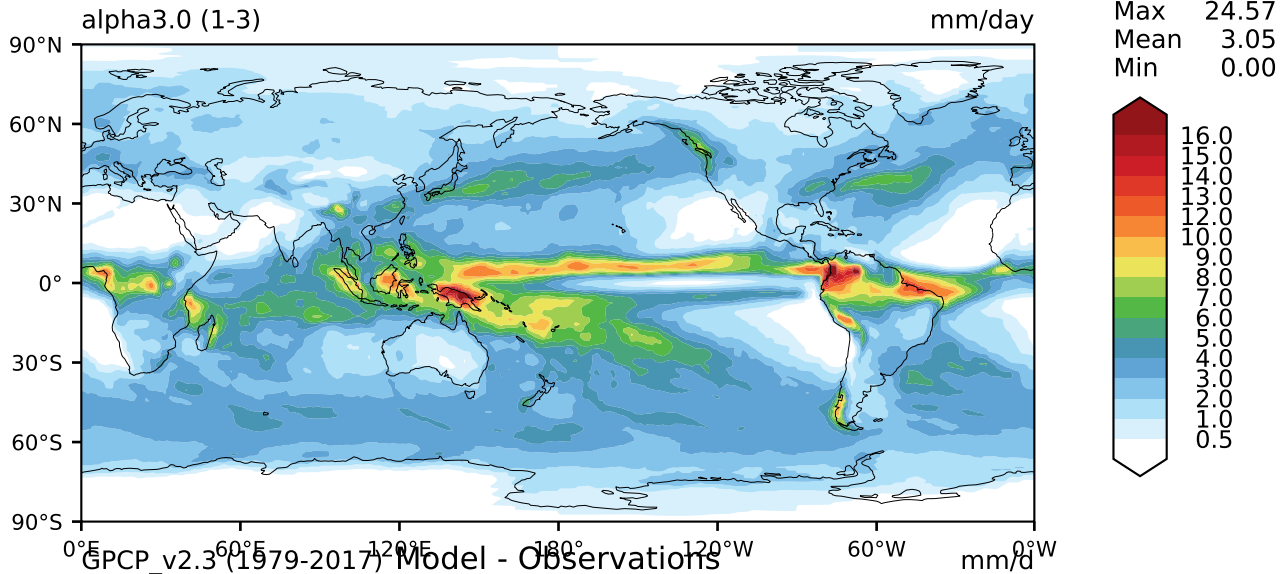 alpha3.0 (1-3) mm/day
Max 24.57
Mean 3.05
Min 0.00
90°N
60°N
30°N
0°
30°S
60°S
90°S
16.0
15.0
14.0
13.0
12.0
10.0
9.0
8.0
7.0
6.0
5.0
4.0
3.0
2.0
1.0
0.5
0°E 60°E 120°E 180° 120°W 60°W 0°W
GPCP_v2.3 (1979-2017) Model - Observations mm/d